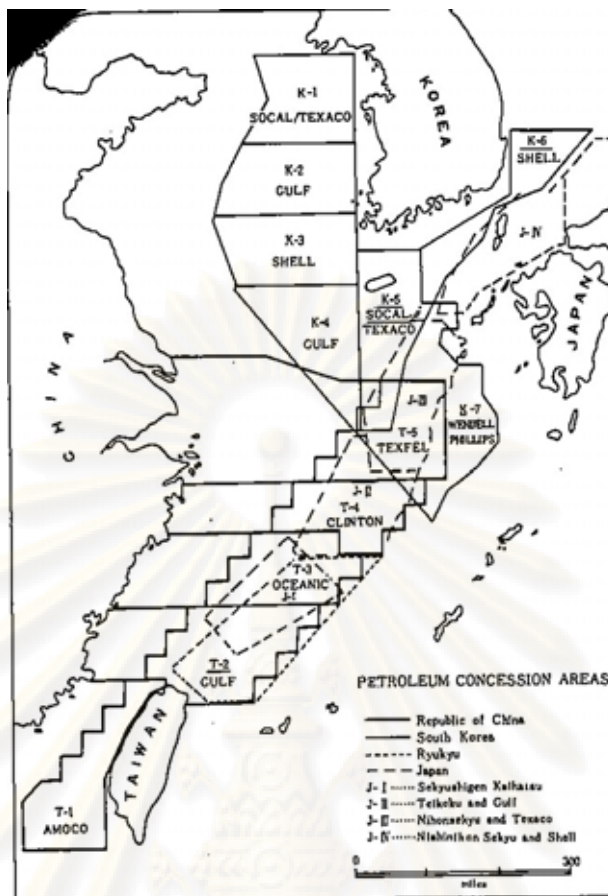 K-1
SOCAL/TEXACO
K-2
GULF
K-3
SHELL
K-4
GULF
KOREA
K-6
SHELL
J-IV
K-5
SOCAL
TEXACO
JAPAN
CHINA
J-III
T-5
TEXFEL
K-7
WENDELL
PHILLIPS
J-II
T-4
CLINTON
T-3
OCEANIC
J-I
T-2
GULF
TAIWAN
T-1
AMOCO
PETROLEUM CONCESSION AREAS
Republic of China
South Korea
Ryukyu
Japan
J-I Sekyushigen Kaihatsu
J-II Teikoku and Gulf
J-III Nihonsekyu and Texaco
J-IV Nishinihon Sekyu and Shell
0 300
miles